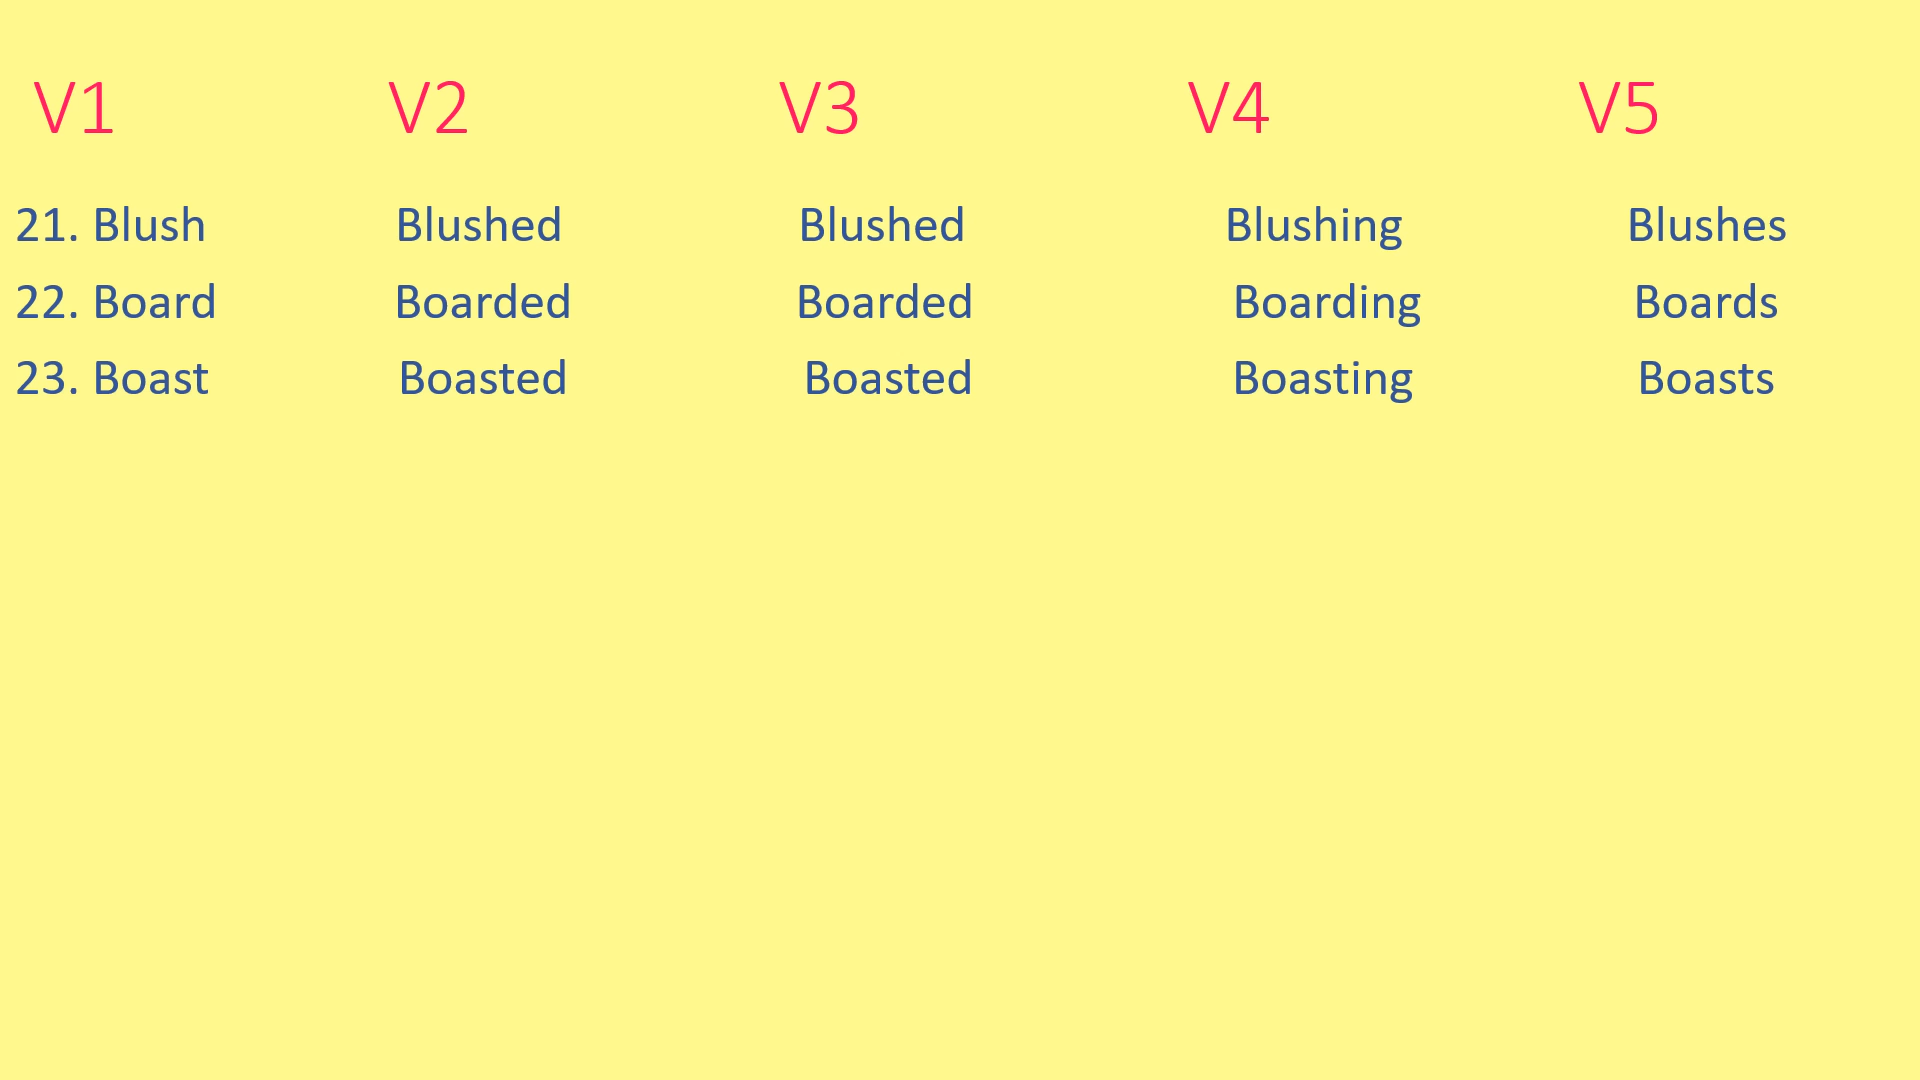 V1 V2 V3 V4 V5
21. Blush Blushed Blushed Blushing Blushes
22. Board Boarded Boarded Boarding Boards
23. Boast Boasted Boasted Boasting Boasts